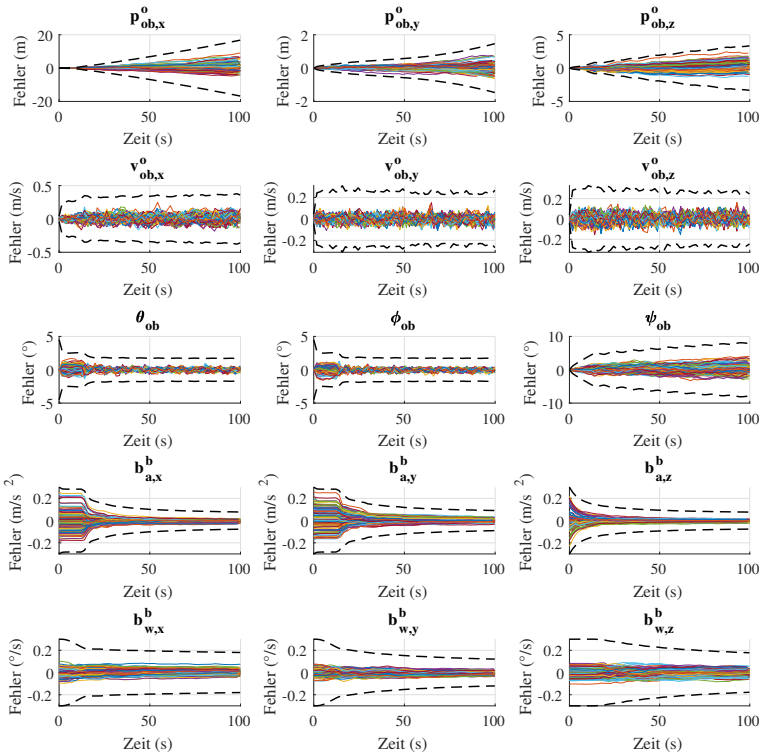 p^o_ob,x p^o_ob,y p^o_ob,z
Fehler (m) 20 0 -20 Fehler (m) 2 0 -2 Fehler (m) 5 0 -5
0 50 100 0 50 100 0 50 100
Zeit (s) Zeit (s) Zeit (s)
v^o_ob,x v^o_ob,y v^o_ob,z
Fehler (m/s) 0.5 0 -0.5 Fehler (m/s) 0.2 0 -0.2 Fehler (m/s) 0.2 0 -0.2
0 50 100 0 50 100 0 50 100
Zeit (s) Zeit (s) Zeit (s)
θ_ob ϕ_ob ψ_ob
Fehler (°) 5 0 -5 Fehler (°) 5 0 -5 Fehler (°) 10 0 -10
0 50 100 0 50 100 0 50 100
Zeit (s) Zeit (s) Zeit (s)
b^b_a,x b^b_a,y b^b_a,z
Fehler (m/s ²) 0.2 0 -0.2 Fehler (m/s ²) 0.2 0 -0.2 Fehler (m/s ²) 0.2 0 -0.2
0 50 100 0 50 100 0 50 100
Zeit (s) Zeit (s) Zeit (s)
b^b_w,x b^b_w,y b^b_w,z
Fehler (°/s) 0.2 0 -0.2 Fehler (°/s) 0.2 0 -0.2 Fehler (°/s) 0.2 0 -0.2
0 50 100 0 50 100 0 50 100
Zeit (s) Zeit (s) Zeit (s)